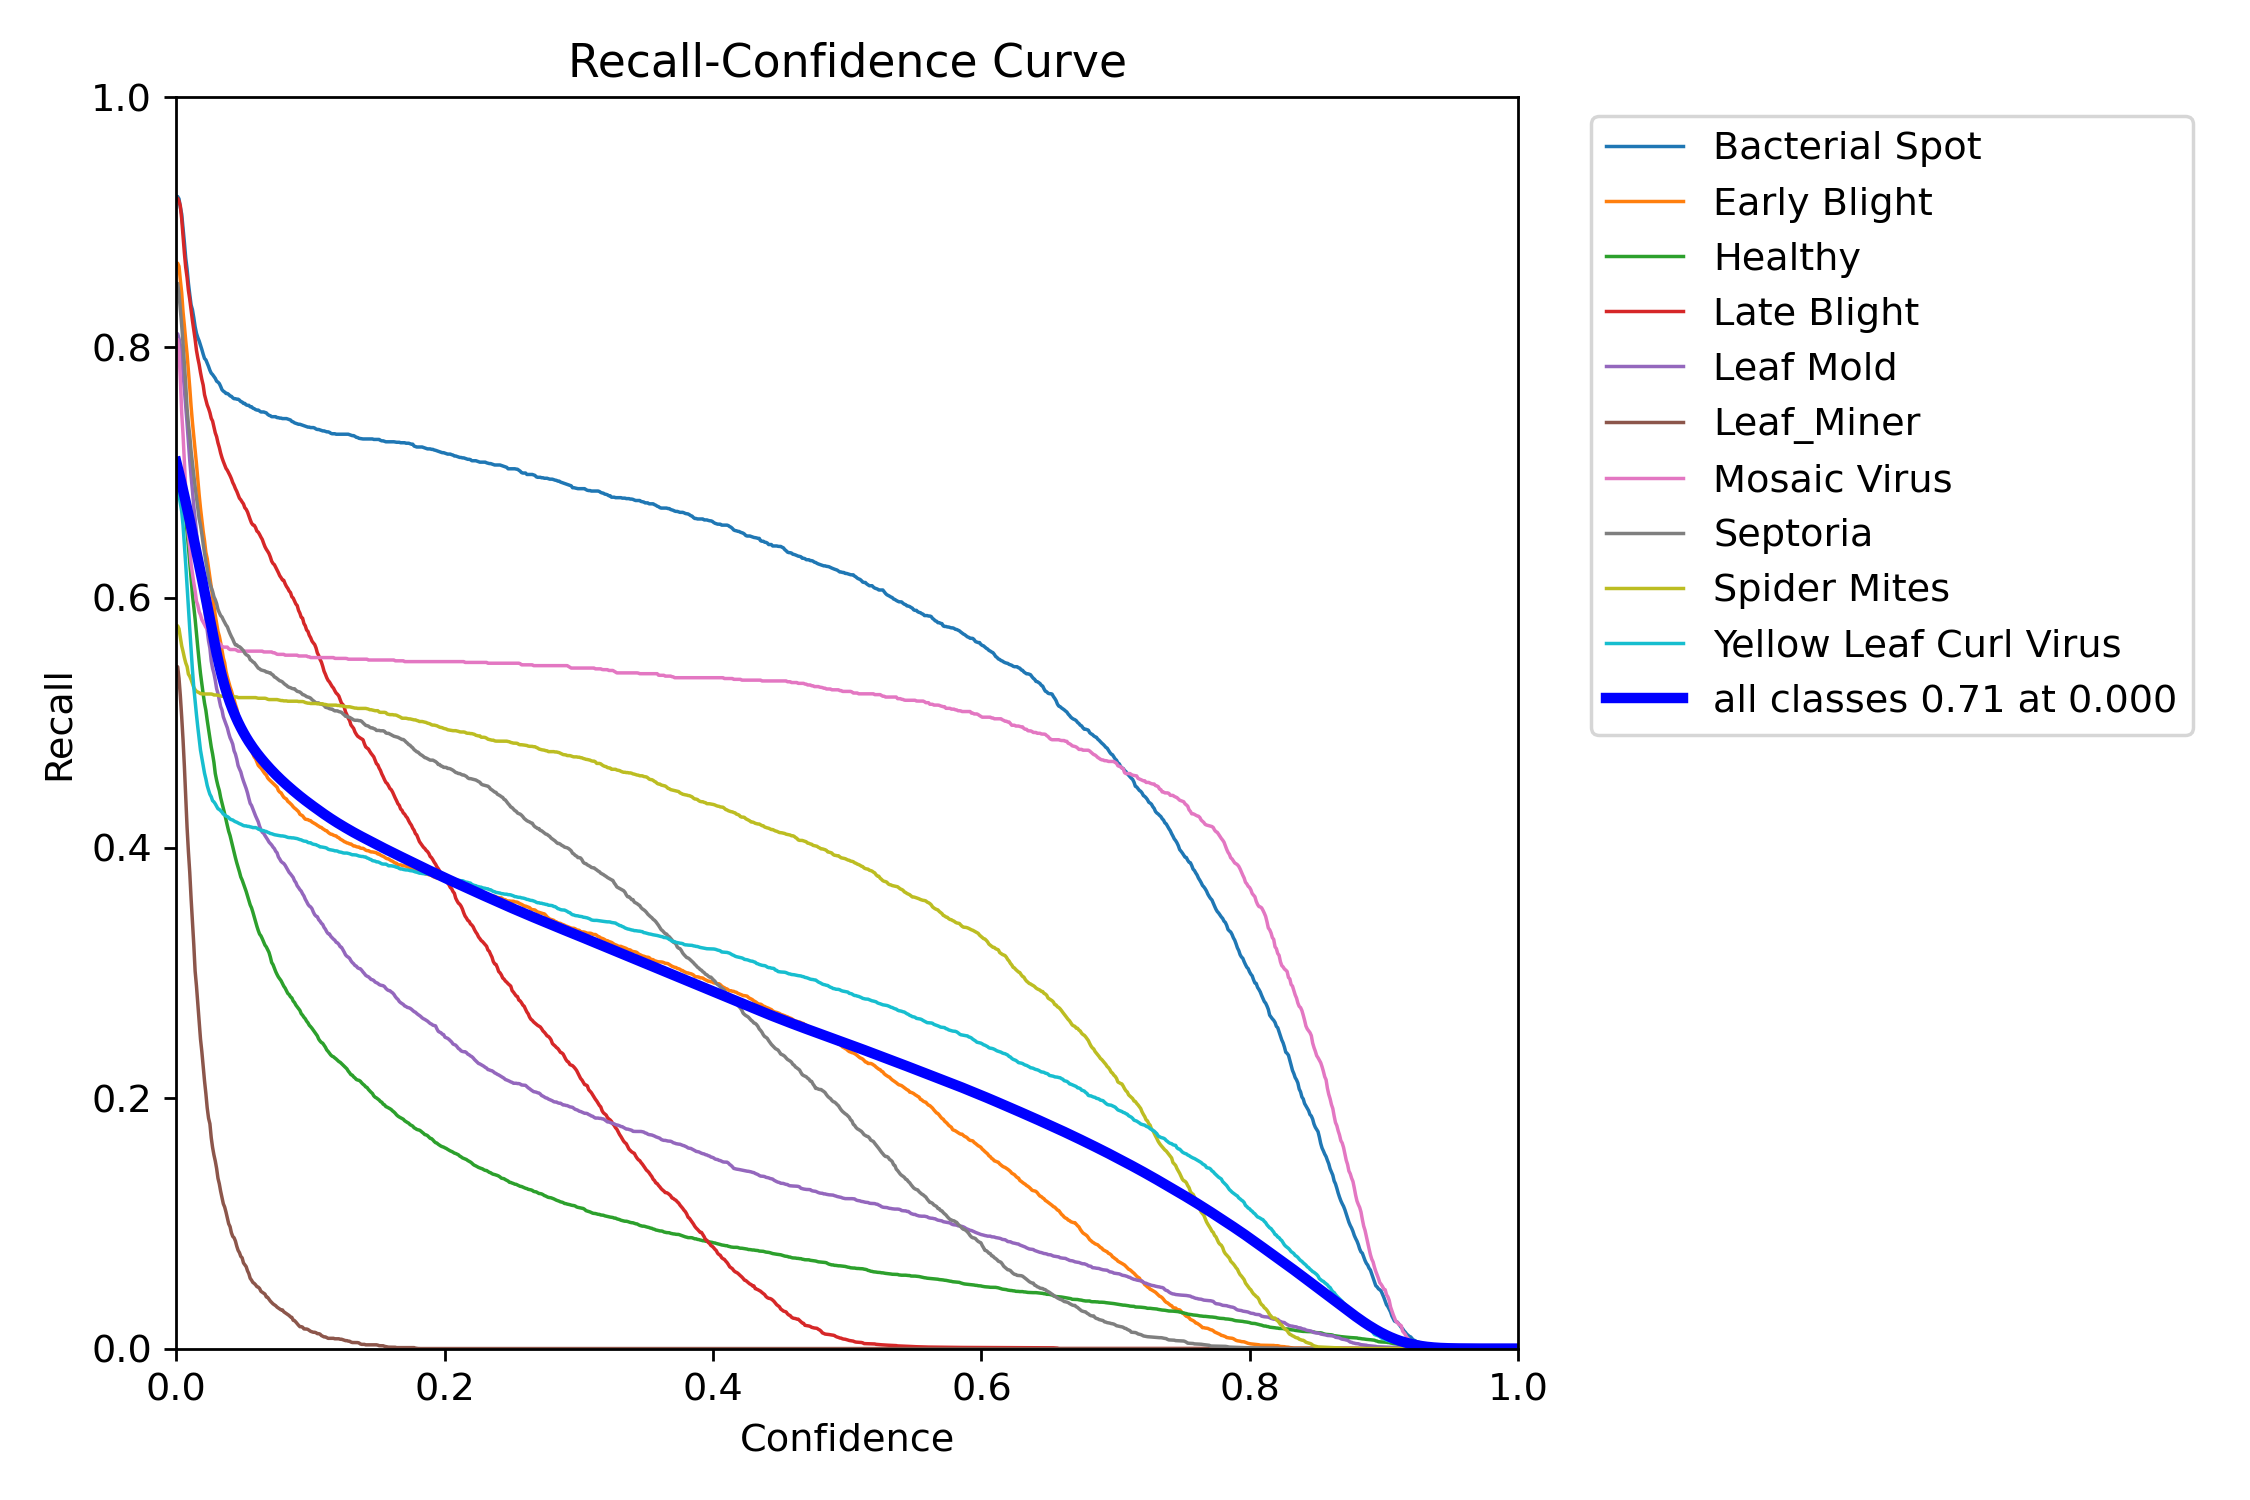 Recall-Confidence Curve
1.0
0.8
0.6
0.4
0.2
0.0
Recall
0.0 0.2 0.4 0.6 0.8 1.0
Confidence
Bacterial Spot
Early Blight
Healthy
Late Blight
Leaf Mold
Leaf_Miner
Mosaic Virus
Septoria
Spider Mites
Yellow Leaf Curl Virus
all classes 0.71 at 0.000